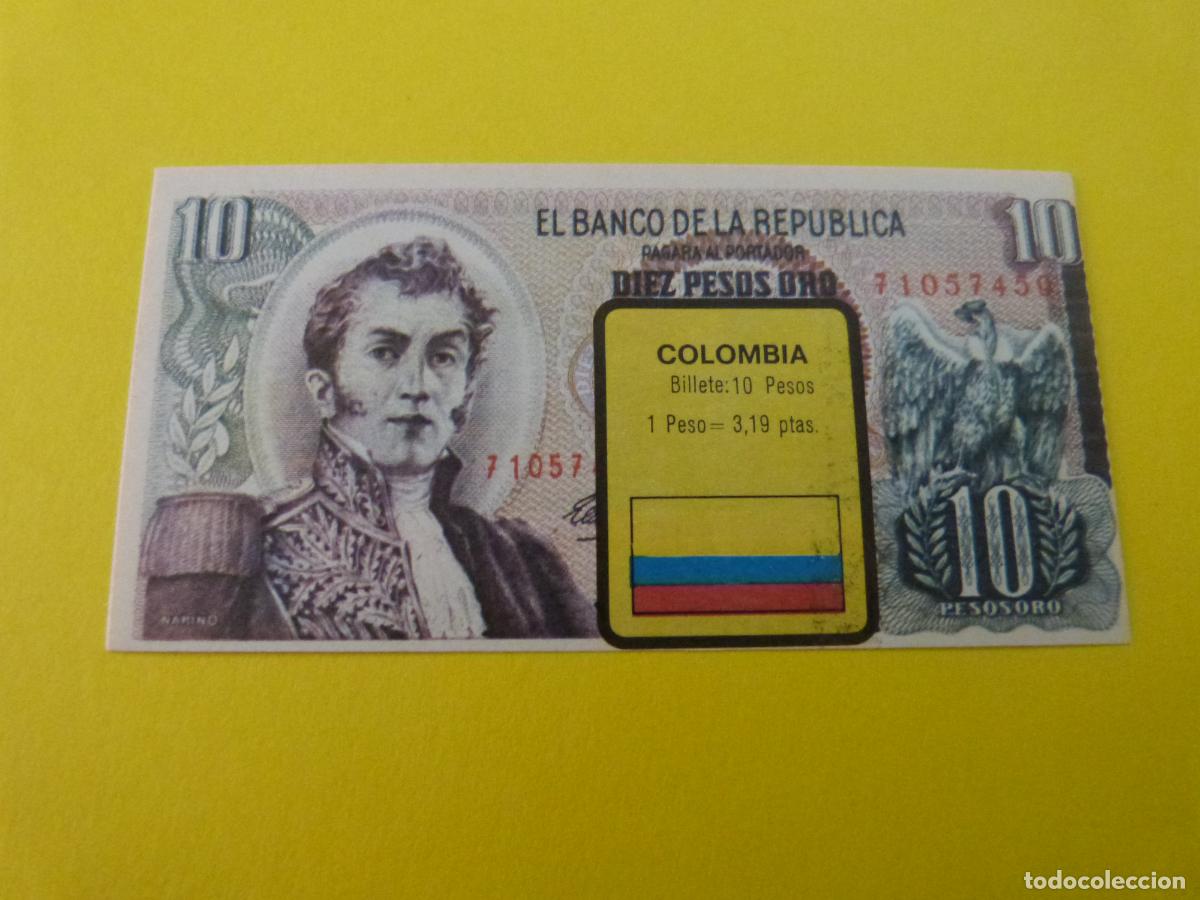 10
EL BANCO DE LA REPUBLICA
10
PAGARA AL PORTADOR
DIEZ PESOS ORO
71057450
COLOMBIA
Billete: 10 Pesos
1 Peso = 3,19 ptas.
71057
10
PESOS ORO
NARIÑO
todocoleccion